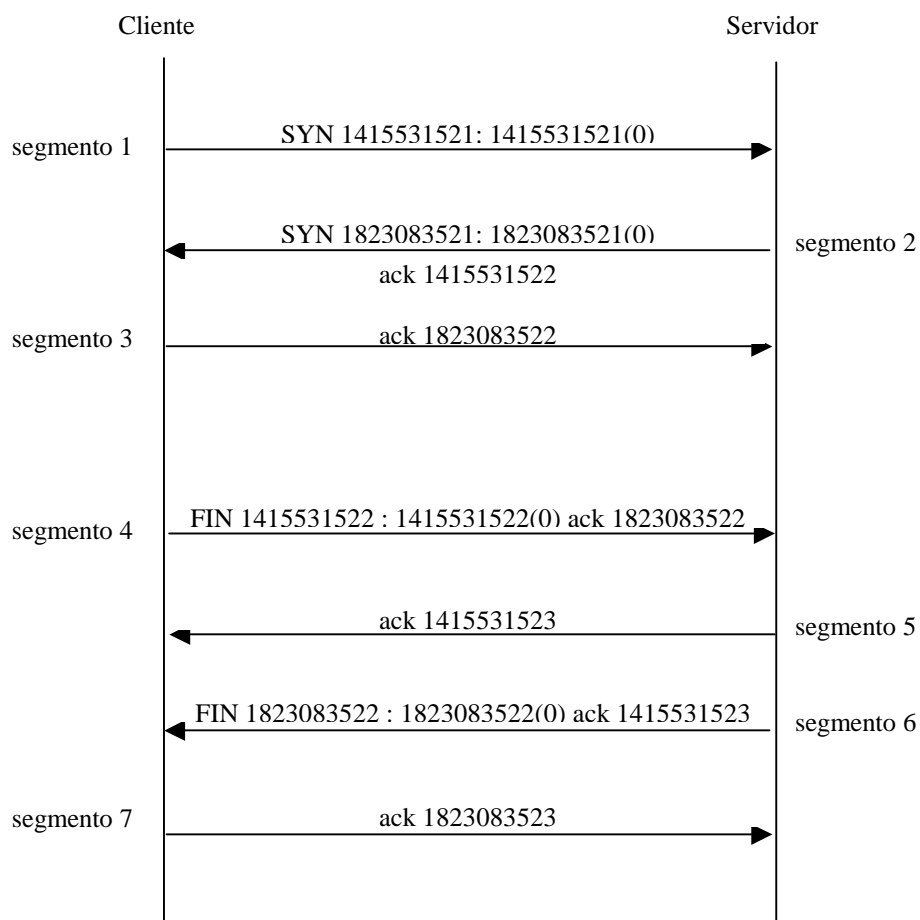 Cliente
Servidor
segmento 1
SYN 1415531521: 1415531521(0)
SYN 1823083521: 1823083521(0)
segmento 2
ack 1415531522
segmento 3
ack 1823083522
segmento 4
FIN 1415531522 : 1415531522(0) ack 1823083522
ack 1415531523
segmento 5
FIN 1823083522 : 1823083522(0) ack 1415531523
segmento 6
segmento 7
ack 1823083523